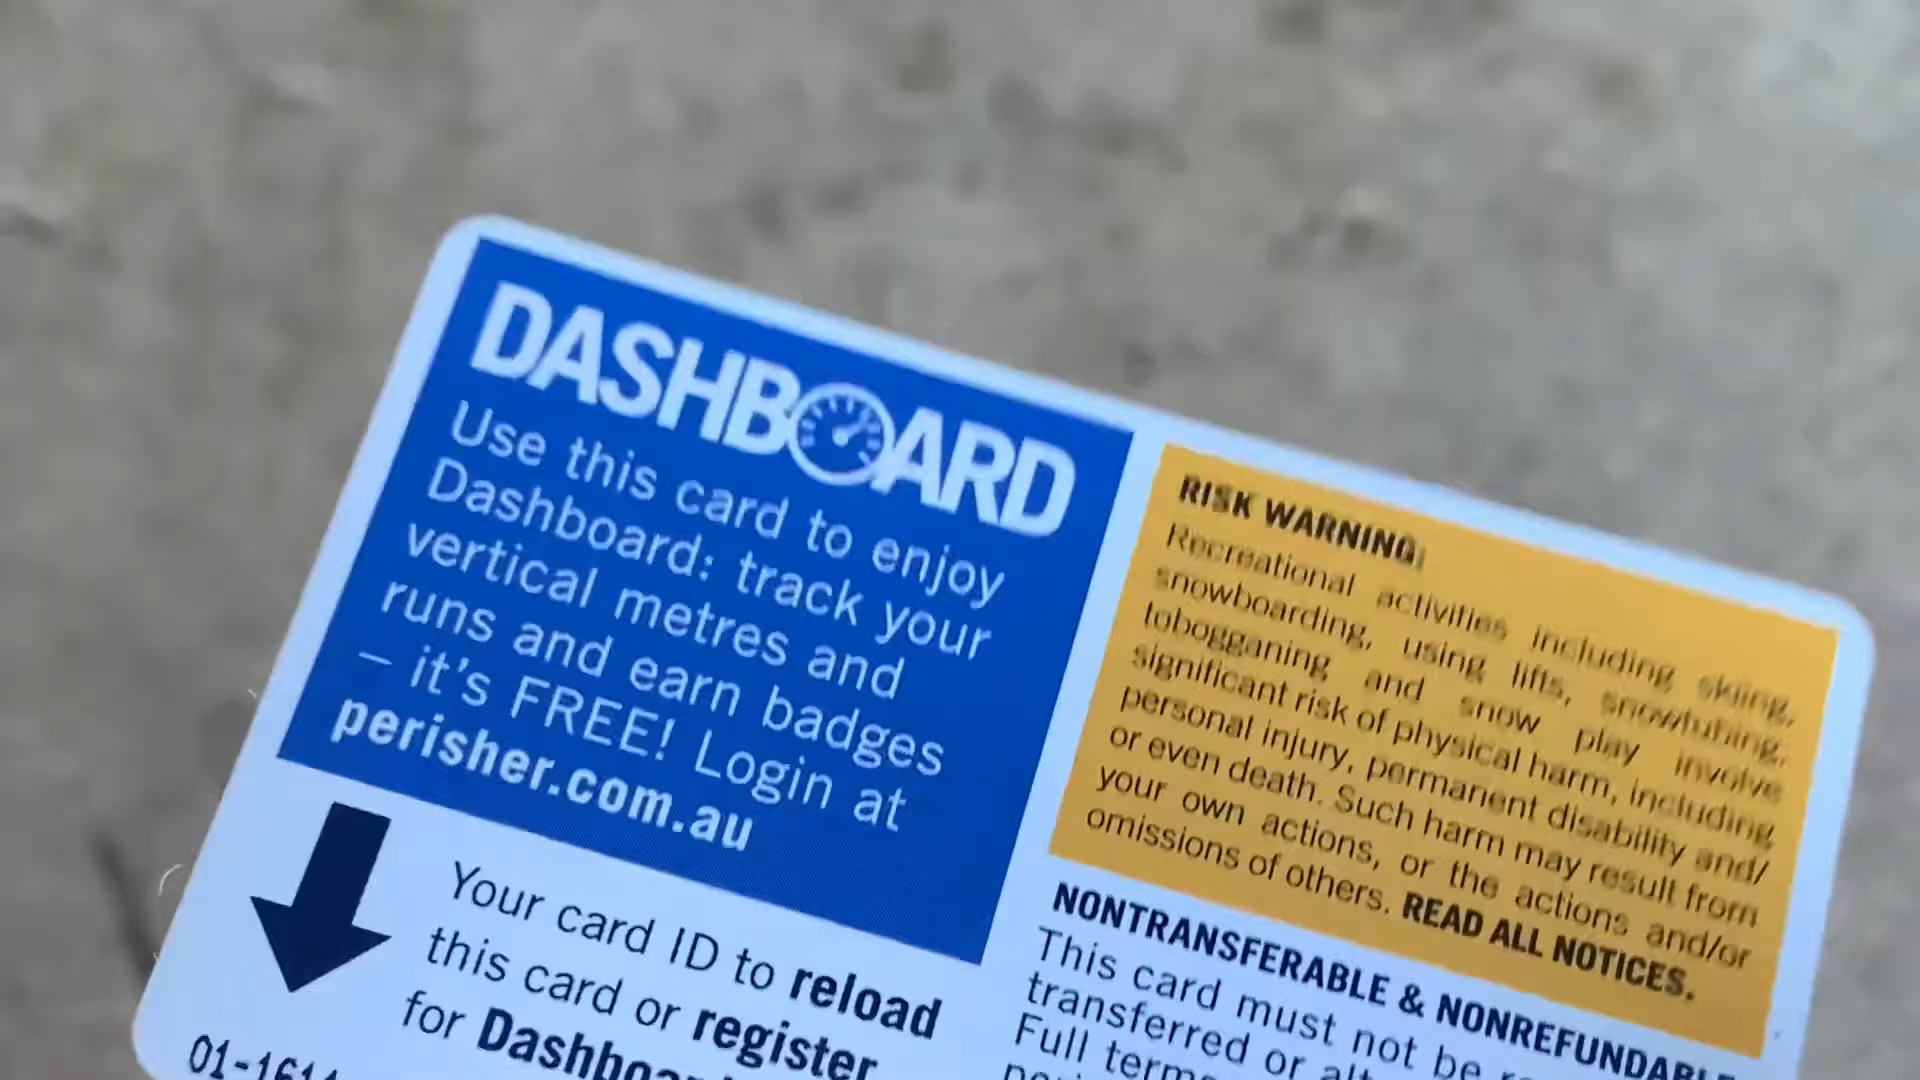 DASHBOARD
Use this card to enjoy
Dashboard: track your
vertical metres and
runs and earn badges
– it's FREE! Login at
perisher.com.au
Your card ID to reload
this card or register
for
01-161
RISK WARNING:
Recreational activities including skiing,
snowboarding, using lifts, snowtubing,
tobogganing and snow play involve
significant risk of physical harm, including
personal injury, permanent disability and/
or even death. Such harm may result from
your own actions, or the actions and/or
omissions of others. READ ALL NOTICES.
NONTRANSFERABLE & NONREFUNDABLE
This card must not be
transferred or
Full terms